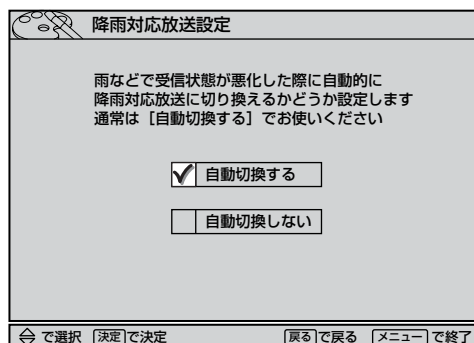 降雨対応放送設定
雨などで受信状態が悪化した際に自動的に
降雨対応放送に切り換えるかどうか設定します
通常は［自動切換する］でお使いください
自動切換する
自動切換しない
で選択 決定で決定 戻るで戻る メニューで終了